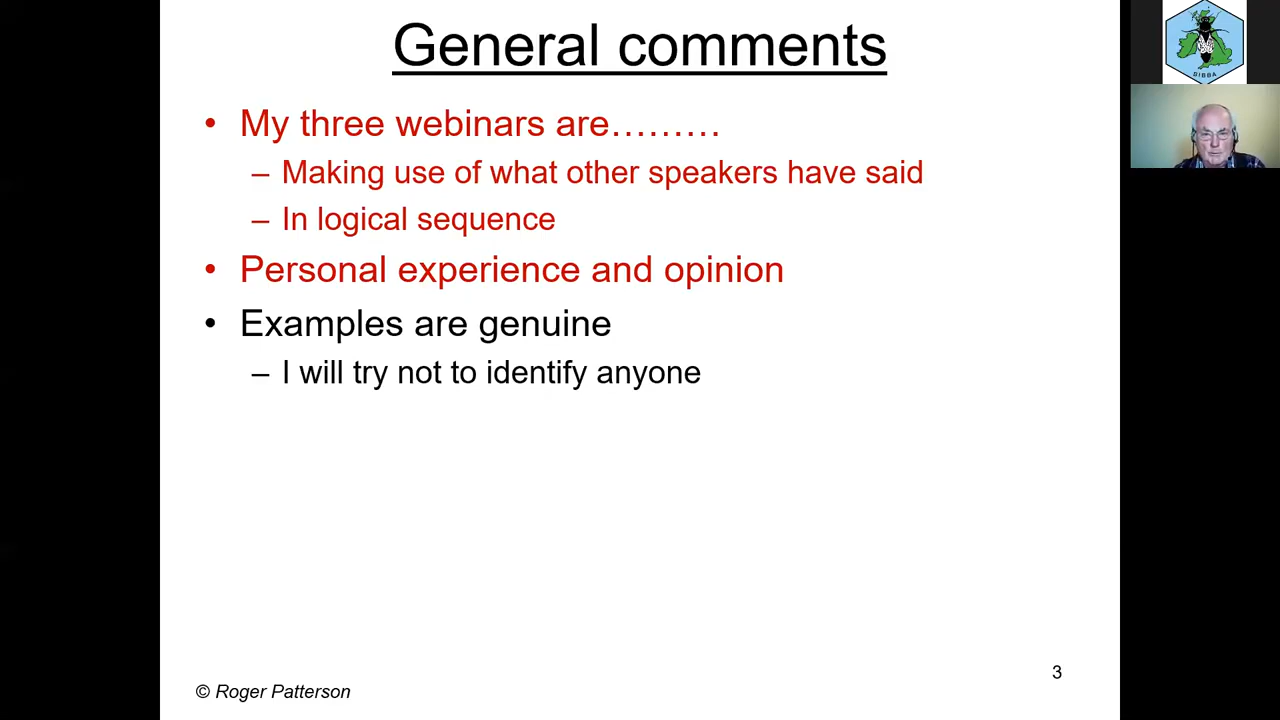 General comments
• My three webinars are………
– Making use of what other speakers have said
– In logical sequence
• Personal experience and opinion
• Examples are genuine
– I will try not to identify anyone
3
© Roger Patterson
BIBBA